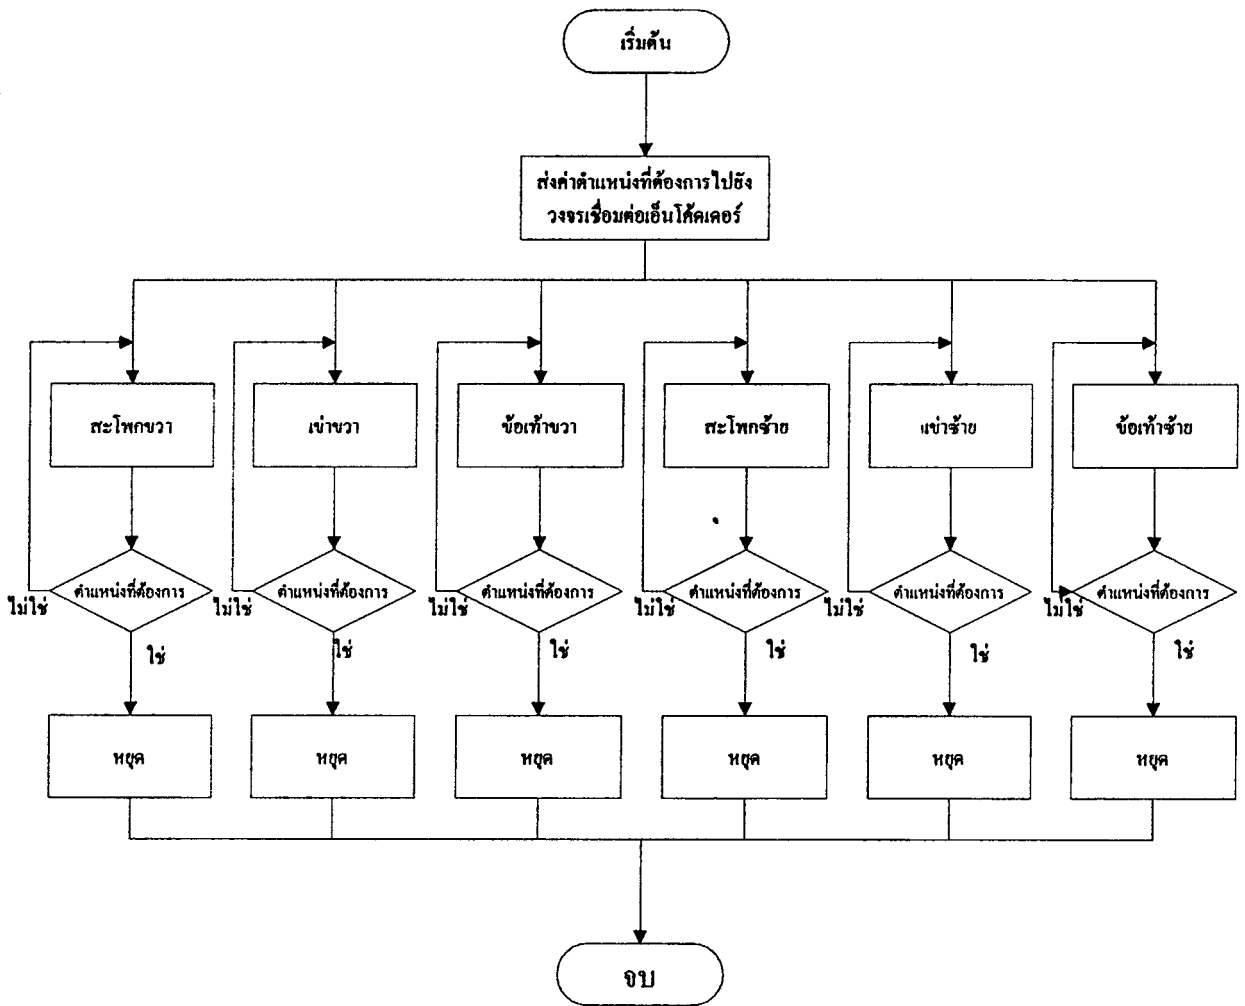 เริ่มต้น
ส่งค่าตำแหน่งที่ต้องการไปยัง
วงจรเชื่อมต่อเอ็นโค้ดเดอร์
สะโพกขวา
เข่าขวา
ข้อเท้าขวา
สะโพกซ้าย
เข่าซ้าย
ข้อเท้าซ้าย
ตำแหน่งที่ต้องการ
ตำแหน่งที่ต้องการ
ตำแหน่งที่ต้องการ
ตำแหน่งที่ต้องการ
ตำแหน่งที่ต้องการ
ตำแหน่งที่ต้องการ
ไม่ใช่
ไม่ใช่
ไม่ใช่
ไม่ใช่
ไม่ใช่
ไม่ใช่
ใช่
ใช่
ใช่
ใช่
ใช่
ใช่
หยุด
หยุด
หยุด
หยุด
หยุด
หยุด
จบ